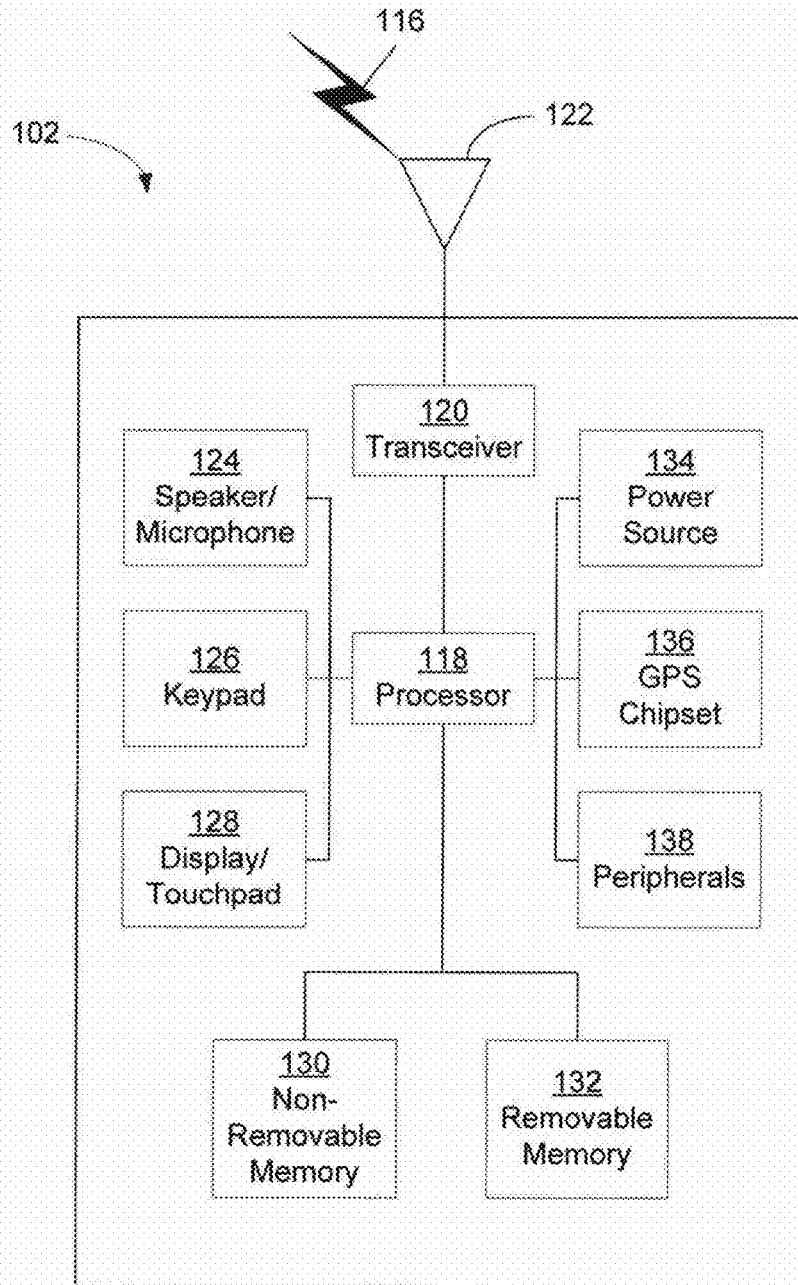 116
122
102
120
Transceiver
124
Speaker/
Microphone
134
Power
Source
126
Keypad
118
Processor
136
GPS
Chipset
128
Display/
Touchpad
138
Peripherals
130
Non-
Removable
Memory
132
Removable
Memory